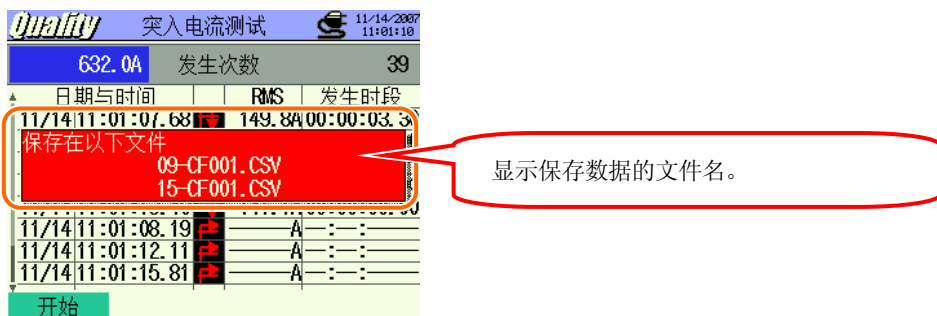 Quality 突入电流测试 11/14/2007
11:01:10
632.0A 发生次数 39
日期与时间 RMS 发生时段
11/14 11:01:07.68 149.8A 00:00:03.3
保存在以下文件
09-CF001.CSV
15-CF001.CSV
显示保存数据的文件名。
11/14 11:01:08.19 -----A --:--:-----
11/14 11:01:12.11 -----A --:--:-----
11/14 11:01:15.81 -----A --:--:-----
开始